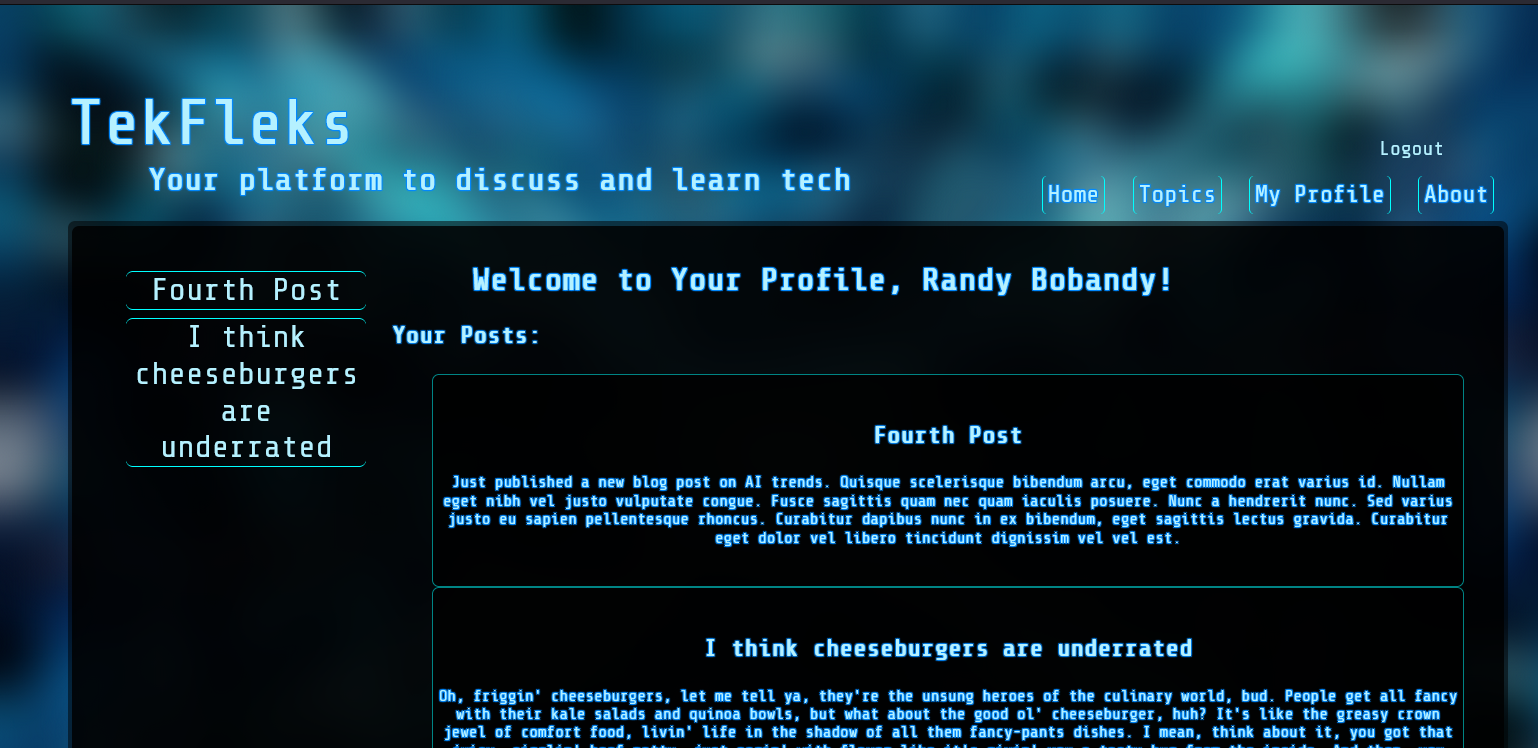 TekFleks
Your platform to discuss and learn tech
Logout
Home Topics My Profile About
Fourth Post
I think
cheeseburgers
are
underrated
Welcome to Your Profile, Randy Bobandy!
Your Posts:
Fourth Post
Just published a new blog post on AI trends. Quisque scelerisque bibendum arcu, eget commodo erat varius id. Nullam
eget nibh vel justo vulputate congue. Fusce sagittis quam nec quam iaculis posuere. Nunc a hendrerit nunc. Sed varius
justo eu sapien pellentesque rhoncus. Curabitur dapibus nunc in ex bibendum, eget sagittis lectus gravida. Curabitur
eget dolor vel libero tincidunt dignissim vel vel est.
I think cheeseburgers are underrated
Oh, friggin' cheeseburgers, let me tell ya, they're the unsung heroes of the culinary world, bud. People get all fancy
with their kale salads and quinoa bowls, but what about the good ol' cheeseburger, huh? It's like the greasy crown
jewel of comfort food, livin' life in the shadow of all them fancy-pants dishes. I mean, think about it, you got that